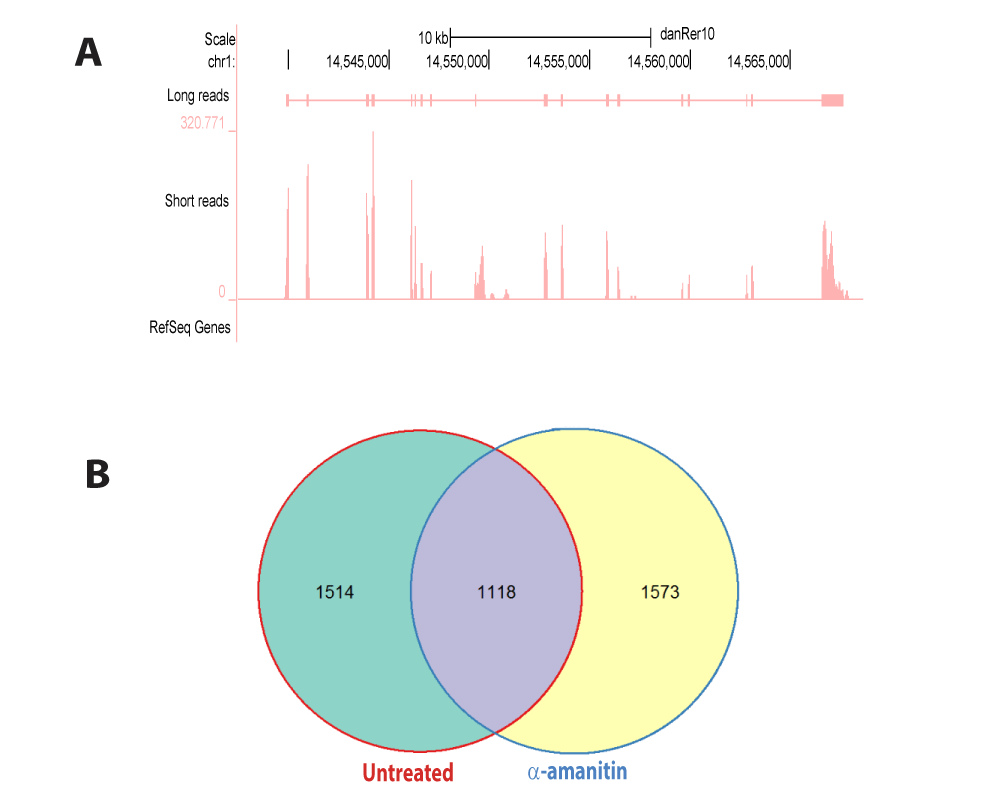 A
Scale 10 kb danRer10
chr1: 14,545,000 14,550,000 14,555,000 14,560,000 14,565,000
Long reads
320.771
Short reads
0
RefSeq Genes
B
1514 1118 1573
Untreated α-amanitin